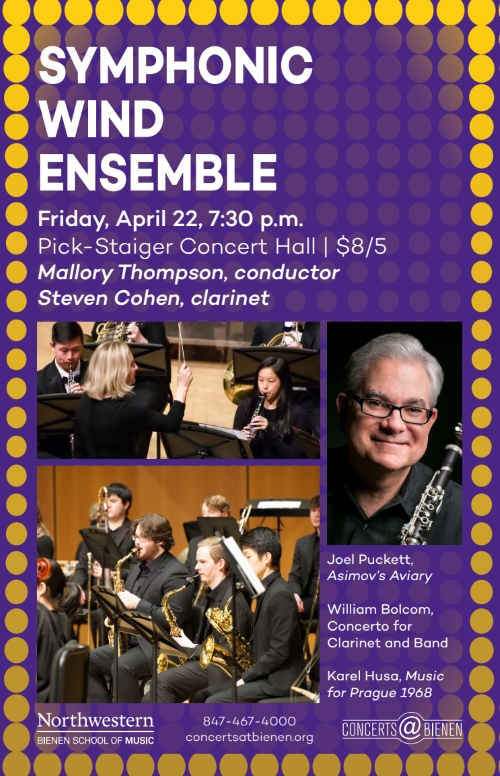 SYMPHONIC
WIND
ENSEMBLE
Friday, April 22, 7:30 p.m.
Pick-Staiger Concert Hall | $8/5
Mallory Thompson, conductor
Steven Cohen, clarinet
Joel Puckett,
Asimov's Aviary
William Bolcom,
Concerto for
Clarinet and Band
Karel Husa, Music
for Prague 1968
Northwestern
BIENEN SCHOOL OF MUSIC
847-467-4000
concertsatbienen.org
CONCERTS@BIENEN